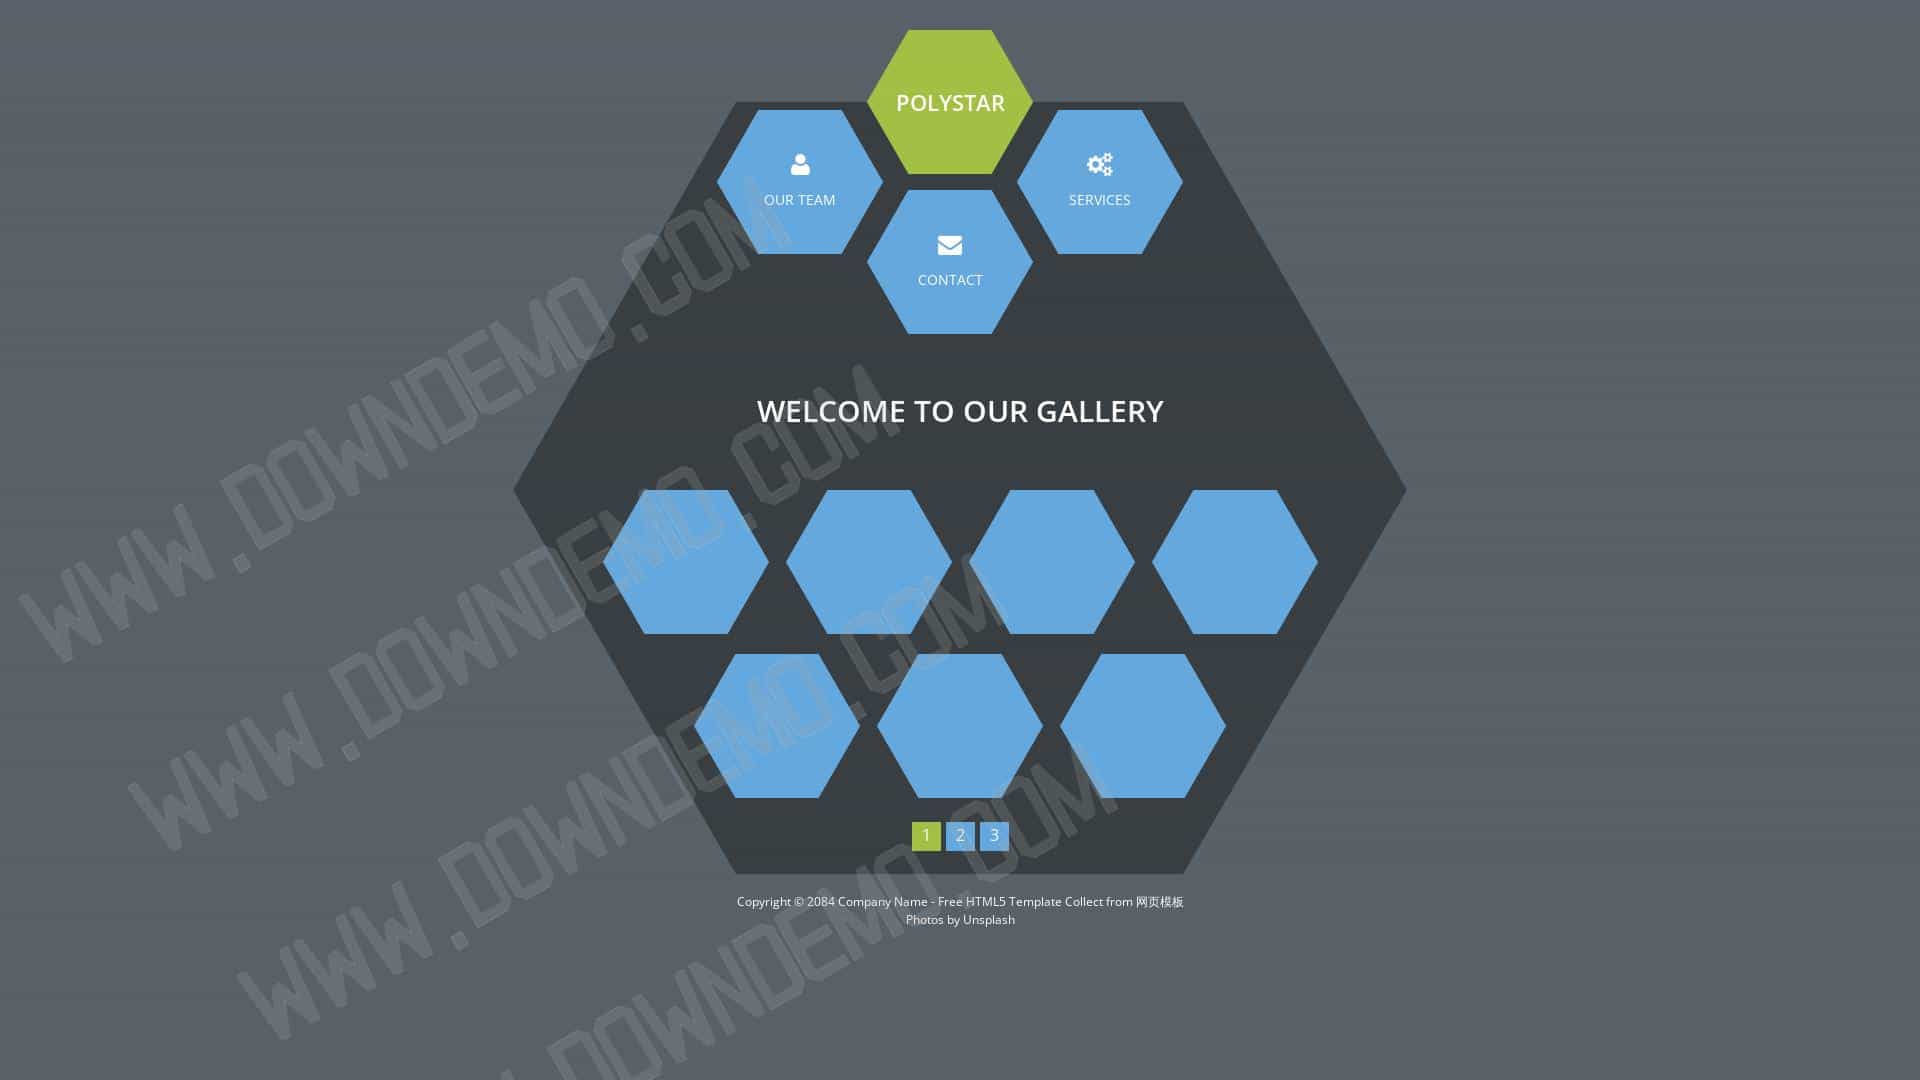 POLYSTAR
OUR TEAM
SERVICES
CONTACT
WELCOME TO OUR GALLERY
1 2 3
Copyright © 2084 Company Name - Free HTML5 Template Collect from 网页模板
Photos by Unsplash
WWW.DOWNDEMO.COM
WWW.DOWNDEMO.COM
WWW.DOWNDEMO.COM
DOWNDEMO.COM